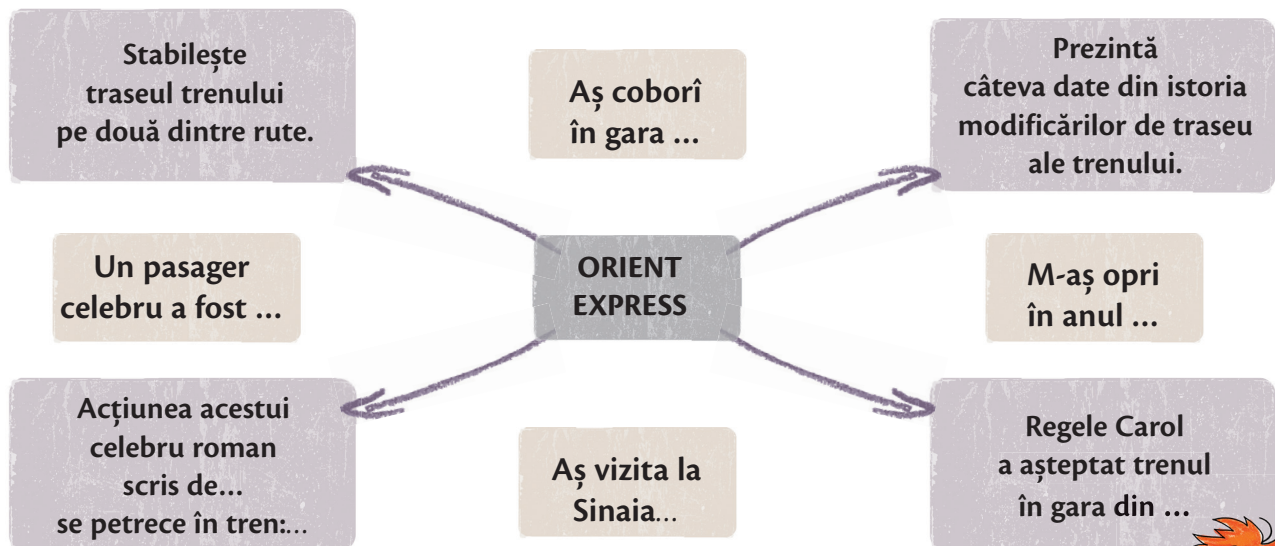 Stabilește
traseul trenului
pe două dintre rute.
Aș coborî
în gara ...
Prezintă
câteva date din istoria
modificărilor de traseu
ale trenului.
Un pasager
celebru a fost ...
ORIENT
EXPRESS
M-aș opri
în anul ...
Acțiunea acestui
celebru roman
scris de...
se petrece în tren:...
Aș vizita la
Sinaia...
Regele Carol
a așteptat trenul
în gara din ...